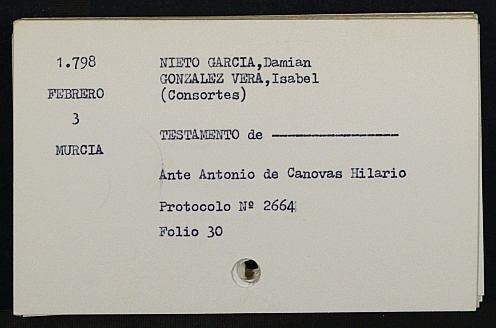 1.798
FEBRERO
3
MURCIA
NIETO GARCIA,Damian
GONZALEZ VERA,Isabel
(Consortes)
TESTAMENTO de ----------------
Ante Antonio de Canovas Hilario
Protocolo Nº 2664
Folio 30